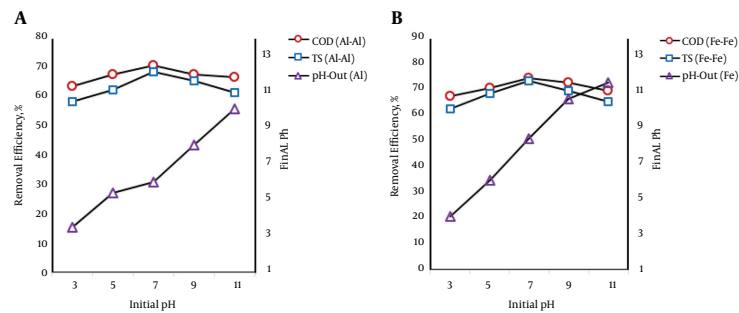 A
80
70
60
50
40
30
20
10
0
Removal Efficiency, %
3 5 7 9 11
Initial pH
13
11
9
7
5
3
1
FinAL Ph
COD (Al-Al)
TS (Al-Al)
pH-Out (Al)
B
90
80
70
60
50
40
30
20
10
0
Removal Efficiency, %
3 5 7 9 11
Initial pH
13
11
9
7
5
3
1
FinAL Ph
COD (Fe-Fe)
TS (Fe-Fe)
pH-Out (Fe)